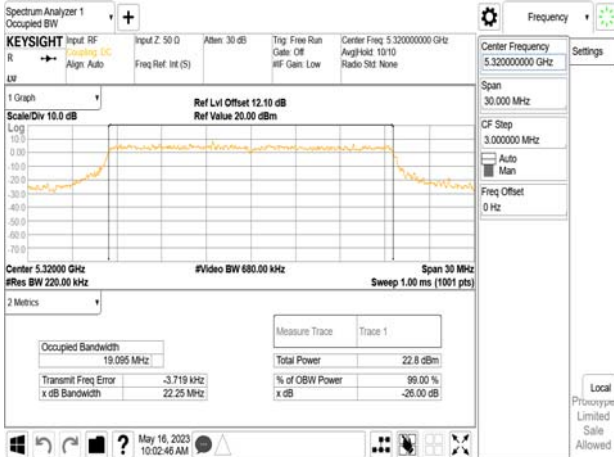 Spectrum Analyzer 1
Occupied BW
KEYSIGHT
R
LXI
Input: RF
Coupling: DC
Align: Auto
Input Z: 50 Ω
Freq Ref: Int (S)
Atten: 30 dB
Trig: Free Run
Gate: Off
#IF Gain: Low
Center Freq: 5.320000000 GHz
Avg|Hold: 10/10
Radio Std: None
Frequency
Center Frequency
5.320000000 GHz
Settings
Span
30.000 MHz
CF Step
3.000000 MHz
Auto
Man
Freq Offset
0 Hz
1 Graph
Scale/Div 10.0 dB
Ref Lvl Offset 12.10 dB
Ref Value 20.00 dBm
Log
10.0
0.00
-10.0
-20.0
-30.0
-40.0
-50.0
-60.0
-70.0
Center 5.32000 GHz
#Res BW 220.00 kHz
#Video BW 680.00 kHz
Span 30 MHz
Sweep 1.00 ms (1001 pts)
2 Metrics
Measure Trace
Trace 1
Occupied Bandwidth
19.095 MHz
Total Power
22.8 dBm
Transmit Freq Error
-3.719 kHz
% of OBW Power
99.00 %
x dB Bandwidth
22.25 MHz
x dB
-26.00 dB
Local
Prototype
Limited
Sale
Allowed
?
May 16, 2023
10:02:46 AM